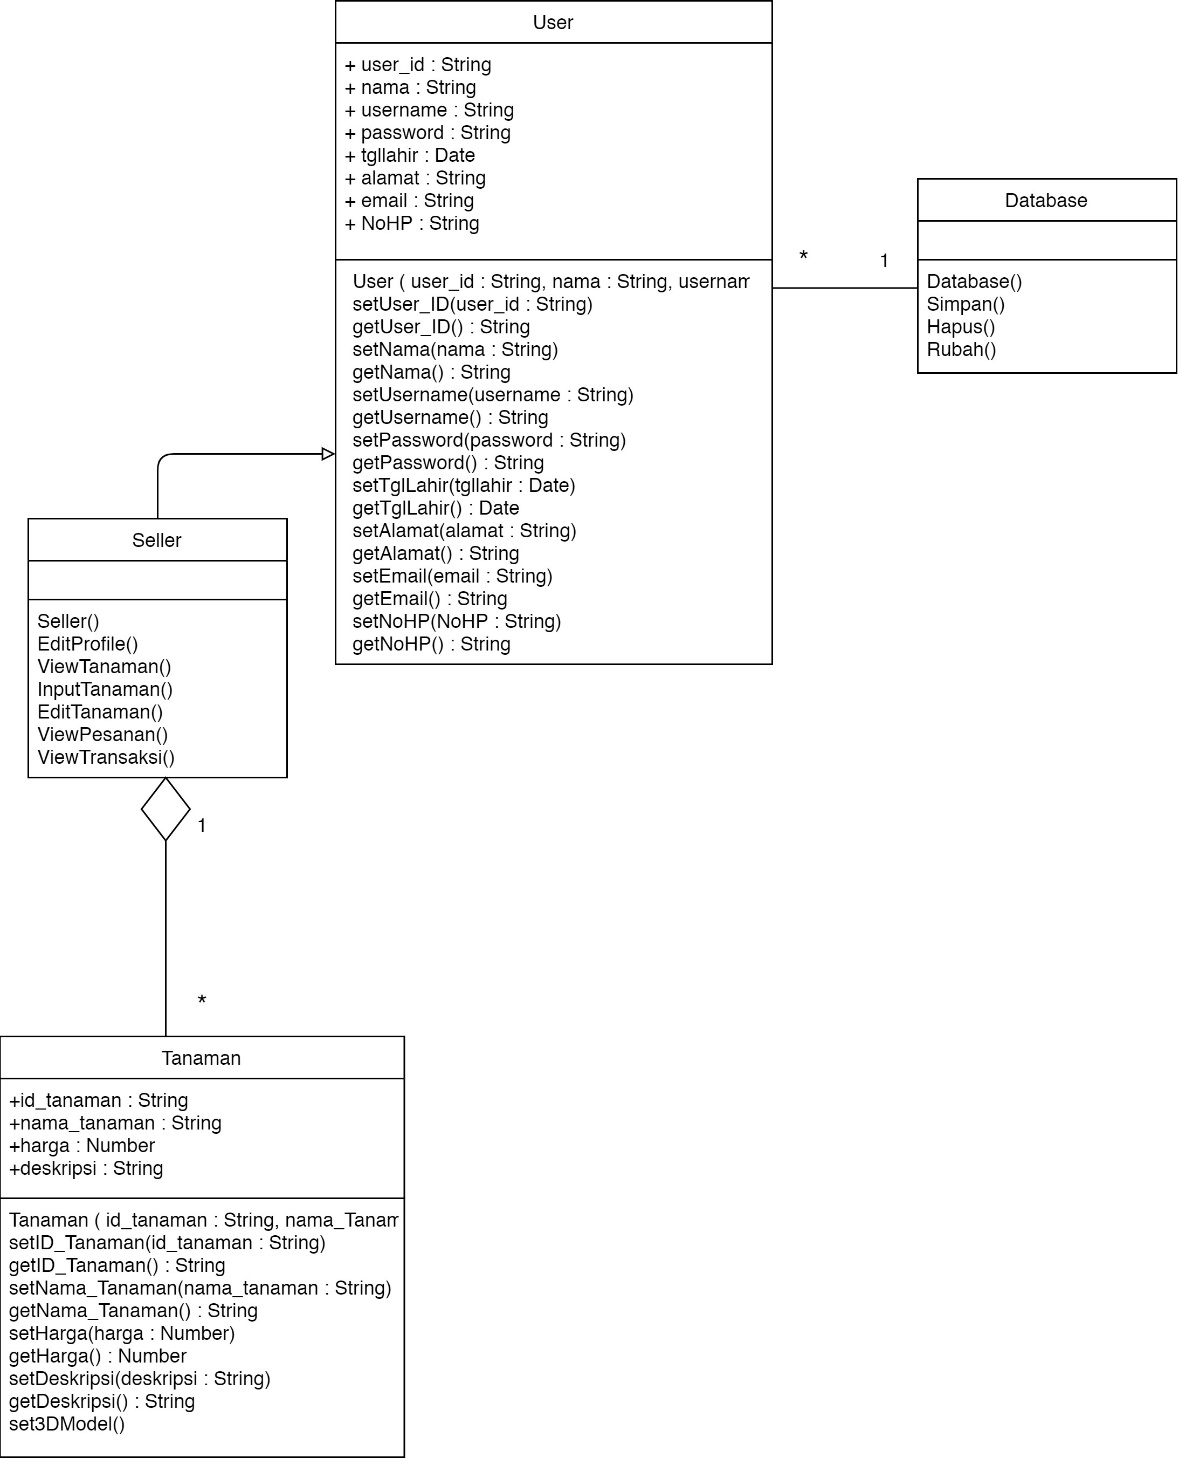 User
+ user_id : String
+ nama : String
+ username : String
+ password : String
+ tgllahir : Date
+ alamat : String
+ email : String
+ NoHP : String
User ( user_id : String, nama : String,
setUser_ID(user_id : String)
getUser_ID() : String
setNama(nama : String)
getNama() : String
setUsername(username : String)
getUsername() : String
setPassword(password : String)
getPassword() : String
setTglLahir(tgllahir : Date)
getTglLahir() : Date
setAlamat(alamat : String)
getAlamat() : String
setEmail(email : String)
getEmail() : String
setNoHP(NoHP : String)
getNoHP() : String
*
1
Database
Database()
Simpan()
Hapus()
Rubah()
Seller
Seller()
EditProfile()
ViewTanaman()
InputTanaman()
EditTanaman()
ViewPesanan()
ViewTransaksi()
1
*
Tanaman
+id_tanaman : String
+nama_tanaman : String
+harga : Number
+deskripsi : String
Tanaman ( id_tanaman : String,
setID_Tanaman(id_tanaman : String)
getID_Tanaman() : String
setNama_Tanaman(nama_tanaman : String)
getNama_Tanaman() : String
setHarga(harga : Number)
getHarga() : Number
setDeskripsi(deskripsi : String)
getDeskripsi() : String
set3DModel()